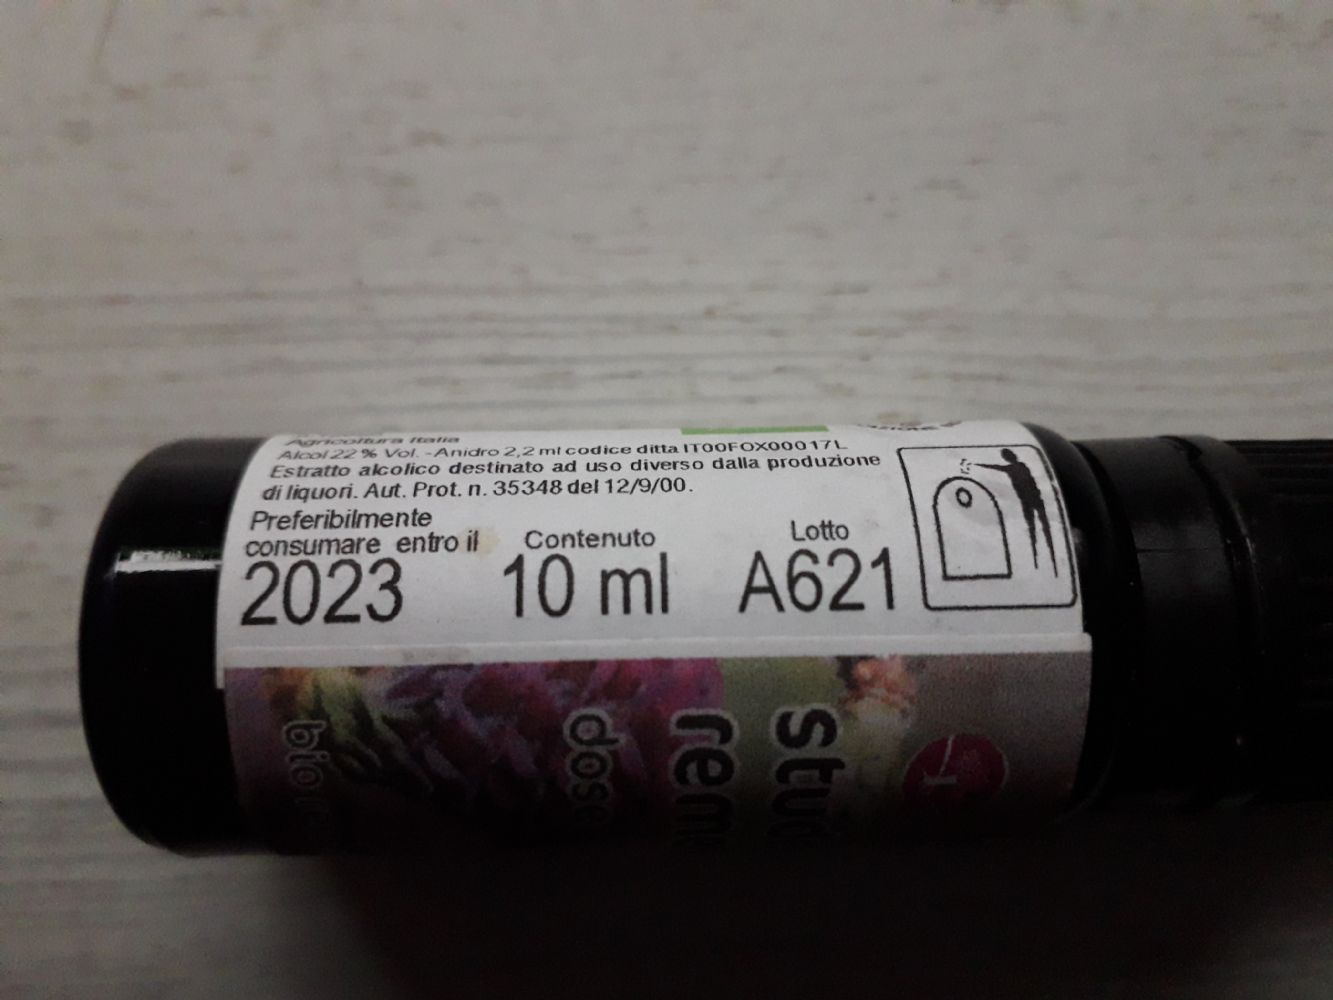 Agricoltura Italia
Alcol 22 % Vol. - Anidro 2,2 ml codice ditta IT00FOX00017L
Estratto alcolico destinato ad uso diverso dalla produzione
di liquori. Aut. Prot. n. 35348 del 12/9/00.
Preferibilmente
consumare entro il
2023
Contenuto
10 ml
Lotto
A621